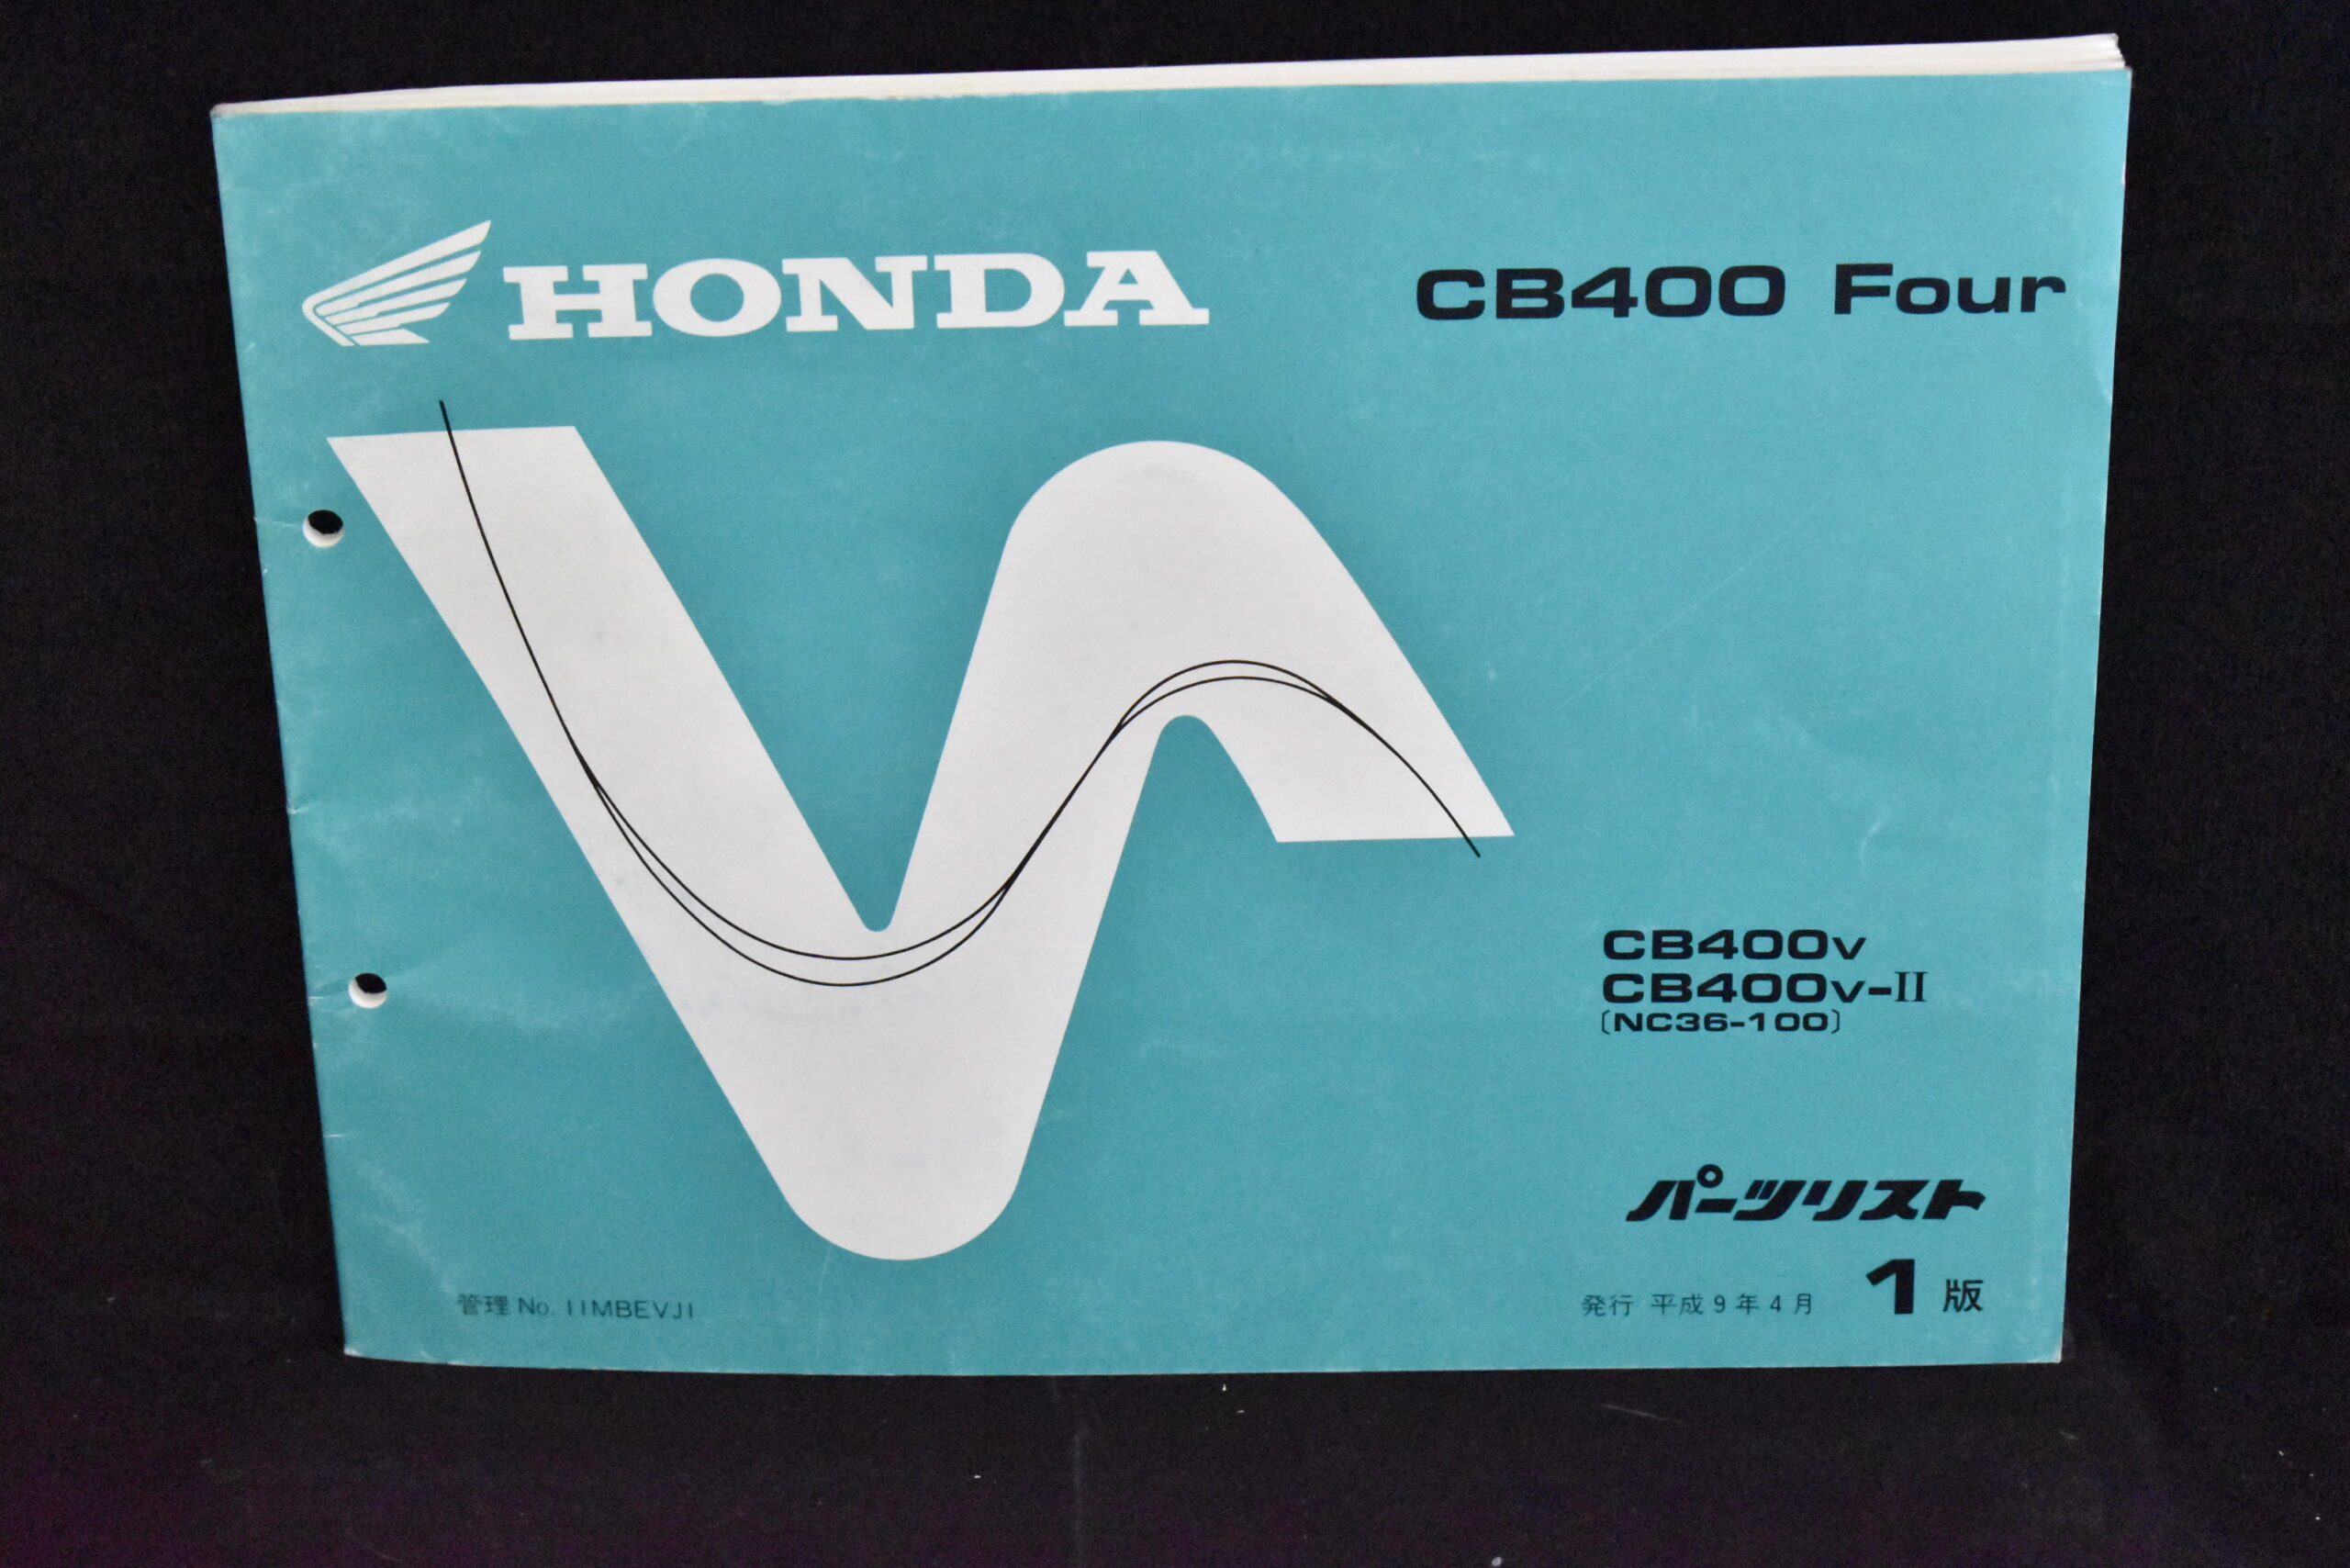 HONDA
CB400 Four
CB400v
CB400v-II
〔NC36-100〕
パーツリスト
管理 No. 11MBEVJ1
発行 平成9年4月 1版